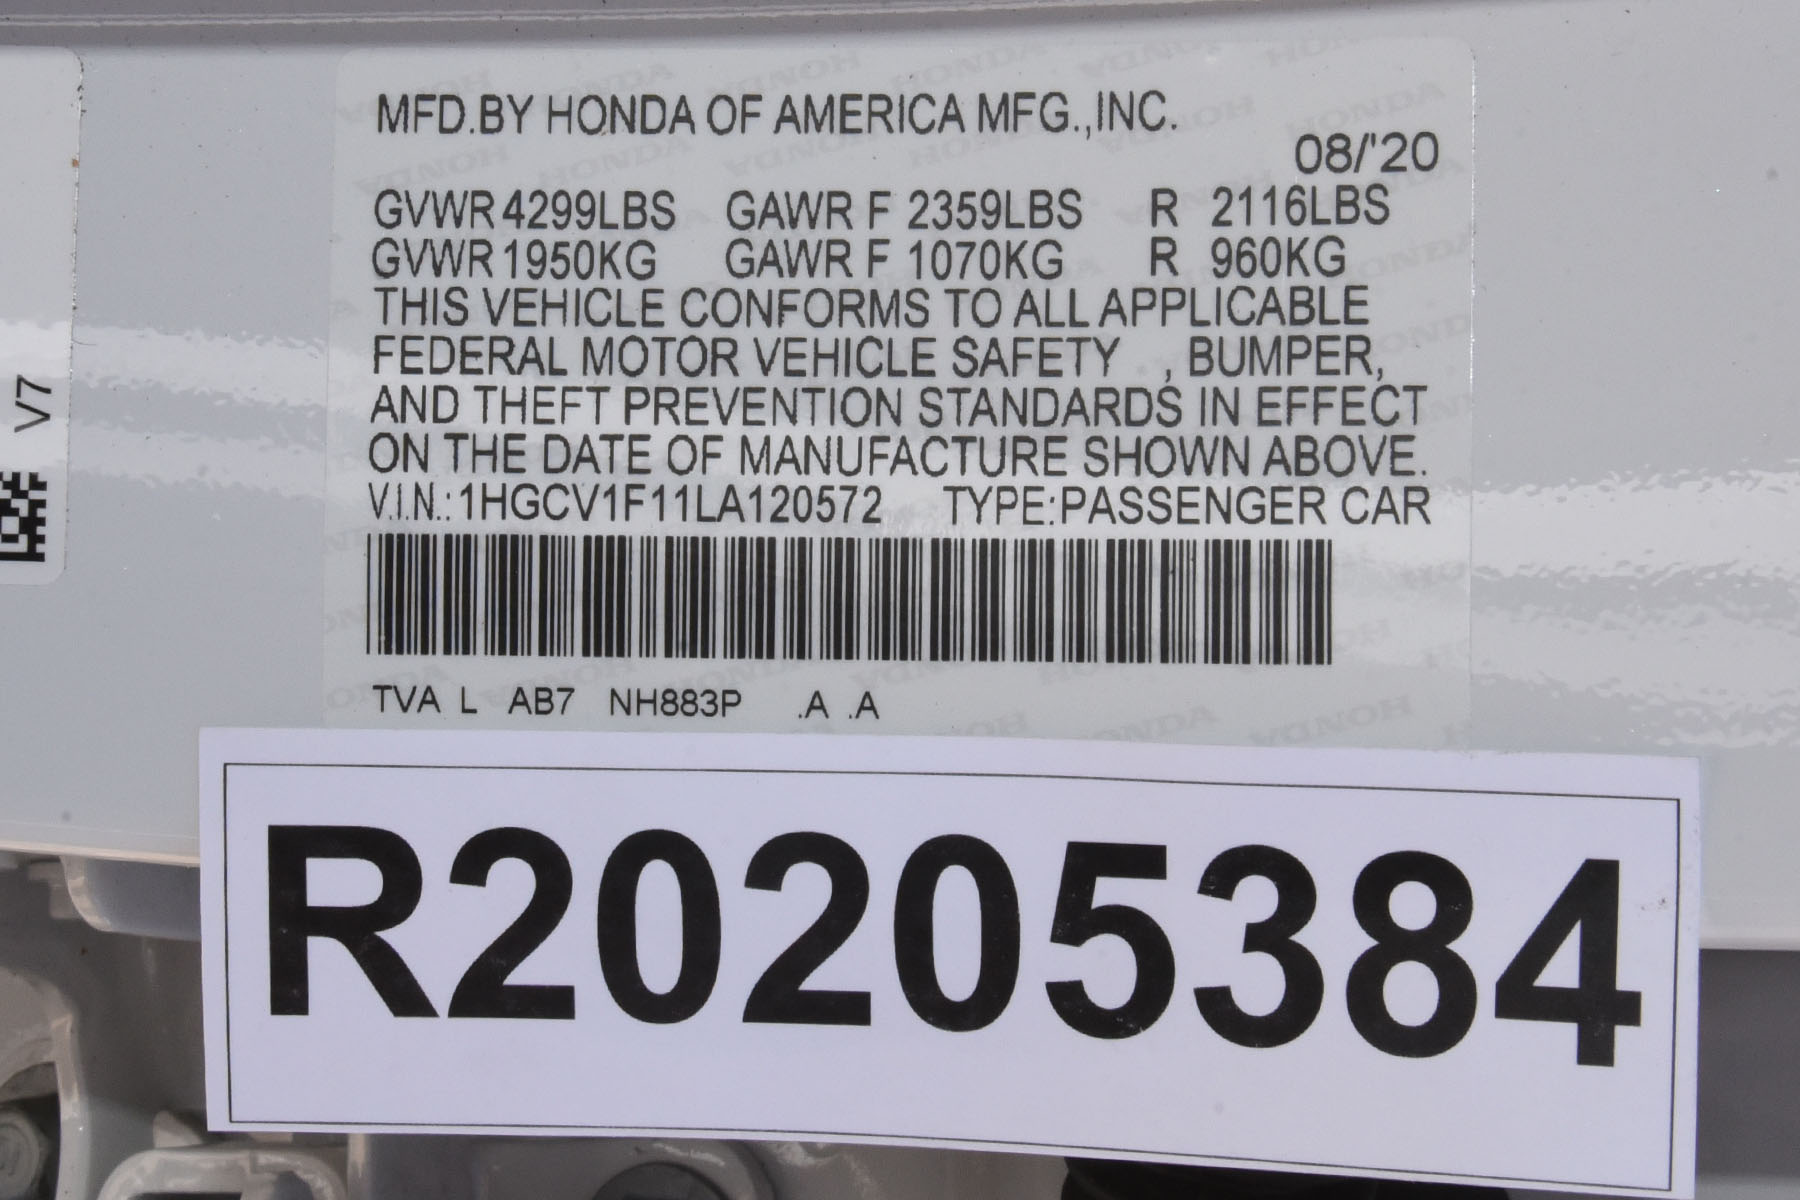 MFD.BY HONDA OF AMERICA MFG.,INC.
08/'20
GVWR 4299LBS GAWR F 2359LBS R 2116LBS
GVWR 1950KG GAWR F 1070KG R 960KG
THIS VEHICLE CONFORMS TO ALL APPLICABLE
FEDERAL MOTOR VEHICLE SAFETY , BUMPER,
AND THEFT PREVENTION STANDARDS IN EFFECT
ON THE DATE OF MANUFACTURE SHOWN ABOVE.
V.I.N.: 1HGCV1F11LA120572 TYPE:PASSENGER CAR
TVA L AB7 NH883P .A .A
V7
R20205384